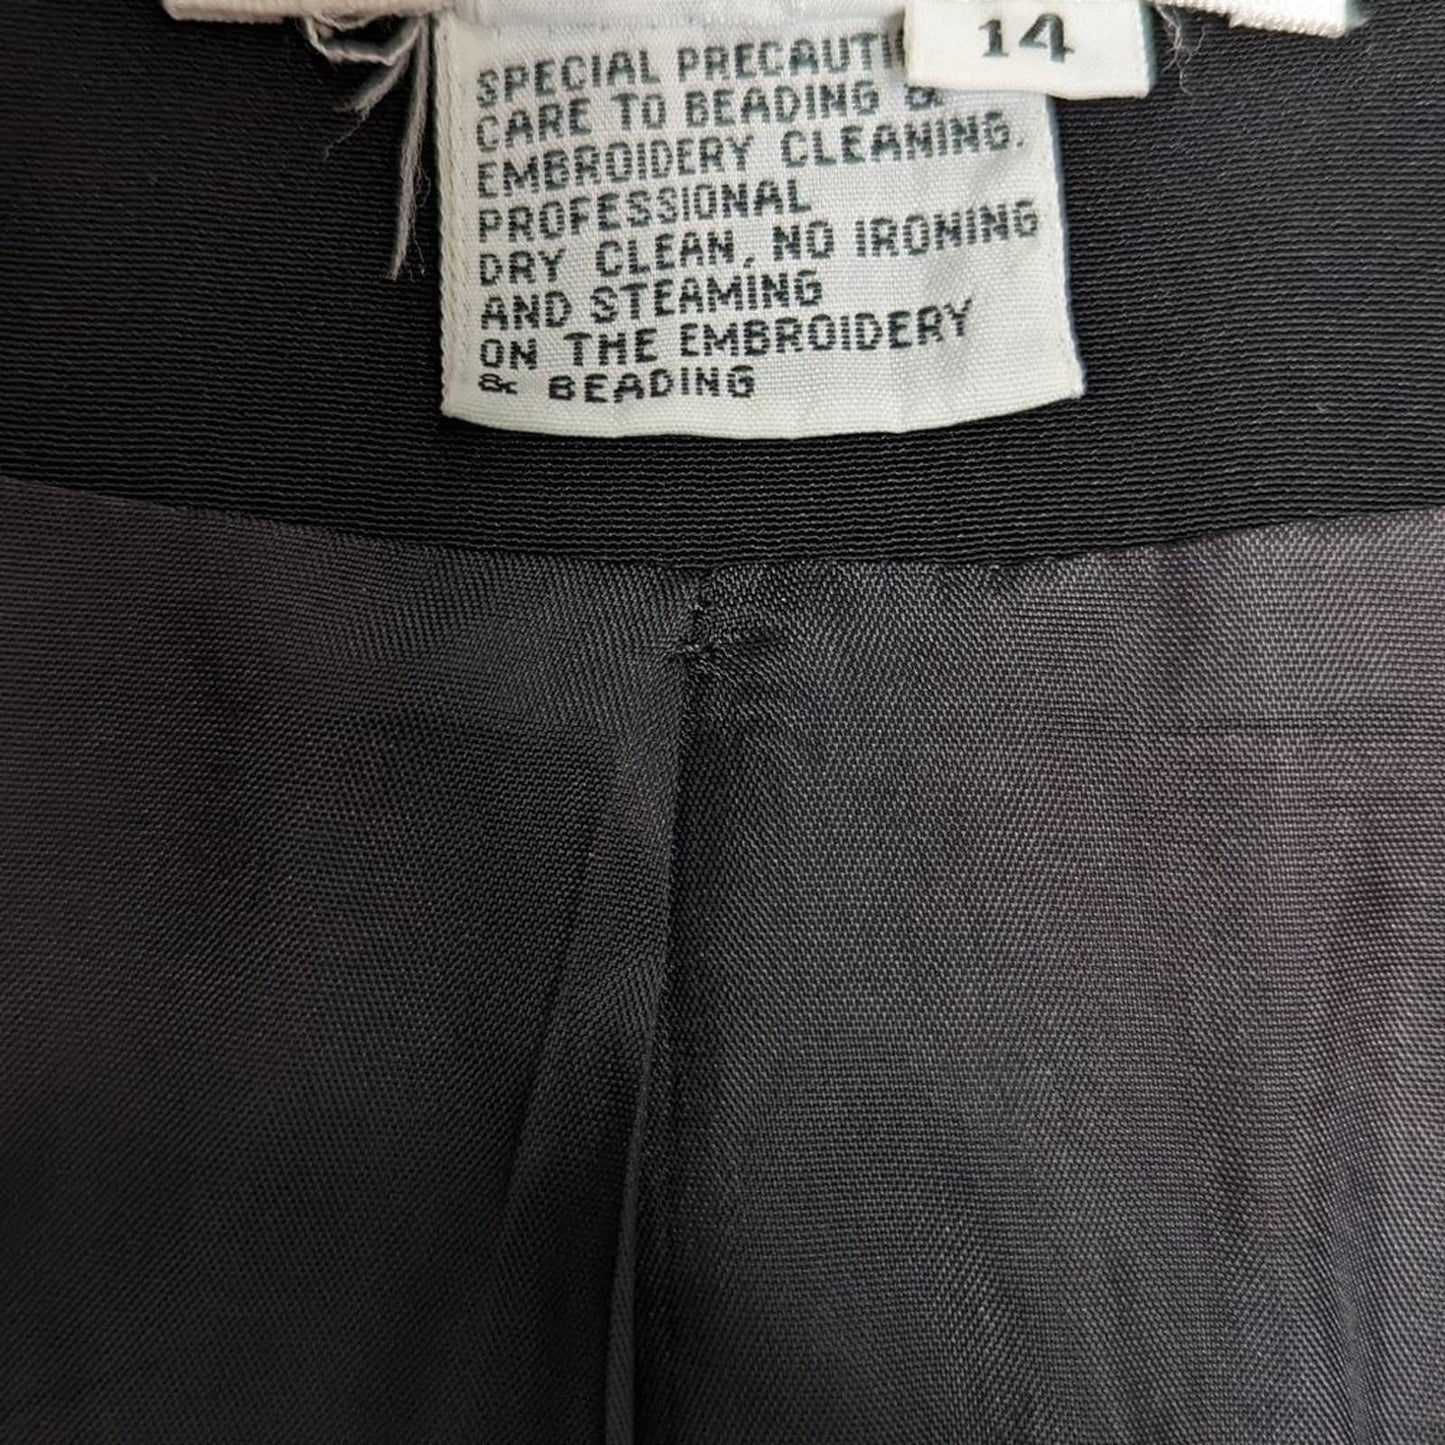 14
SPECIAL PRECAUTI
CARE TO BEADING &
EMBROIDERY CLEANING.
PROFESSIONAL
DRY CLEAN, NO IRONING
AND STEAMING
ON THE EMBROIDERY
& BEADING